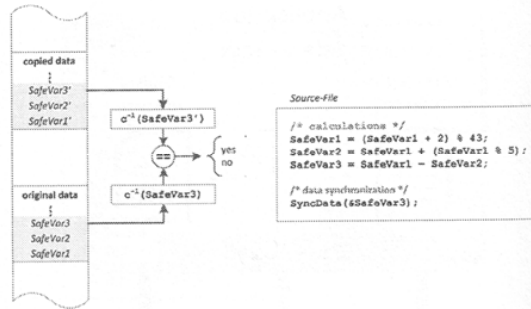 copied data
⋮
SafeVar3'
SafeVar2'
SafeVar1'
c⁻¹(SafeVar3')
==
yes
no
c⁻¹(SafeVar3)
original data
⋮
SafeVar3
SafeVar2
SafeVar1
Source-File
/* calculations */
SafeVar1 = (SafeVar1 + 2) % 43;
SafeVar2 = SafeVar1 + (SafeVar1 % 5);
SafeVar3 = SafeVar1 - SafeVar2;
/* data synchronization */
SyncData(&SafeVar3);